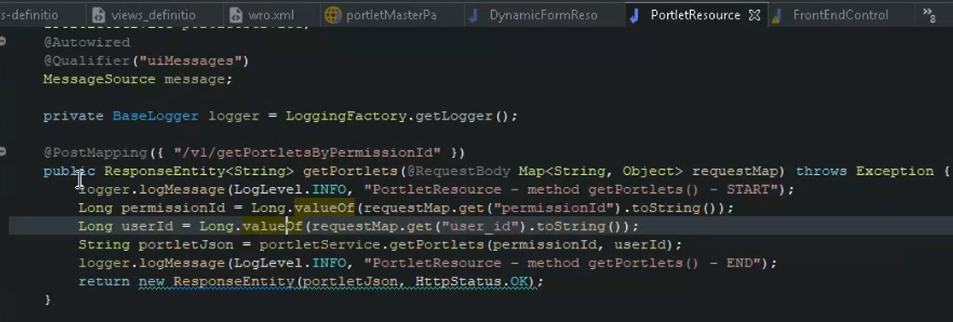 s-definitio views_definitio wro.xml portletMasterPa DynamicFormReso PortletResource FrontEndControl »8
@Autowired
@Qualifier("uiMessages")
MessageSource message;
private BaseLogger logger = LoggingFactory.getLogger();
@PostMapping({ "/v1/getPortletsByPermissionId" })
public ResponseEntity<String> getPortlets(@RequestBody Map<String, Object> requestMap) throws Exception {
logger.logMessage(LogLevel.INFO, "PortletResource - method getPortlets() - START");
Long permissionId = Long.valueOf(requestMap.get("permissionId").toString());
Long userId = Long.valueOf(requestMap.get("user_id").toString());
String portletJson = portletService.getPortlets(permissionId, userId);
logger.logMessage(LogLevel.INFO, "PortletResource - method getPortlets() - END");
return new ResponseEntity(portletJson, HttpStatus.OK);
}